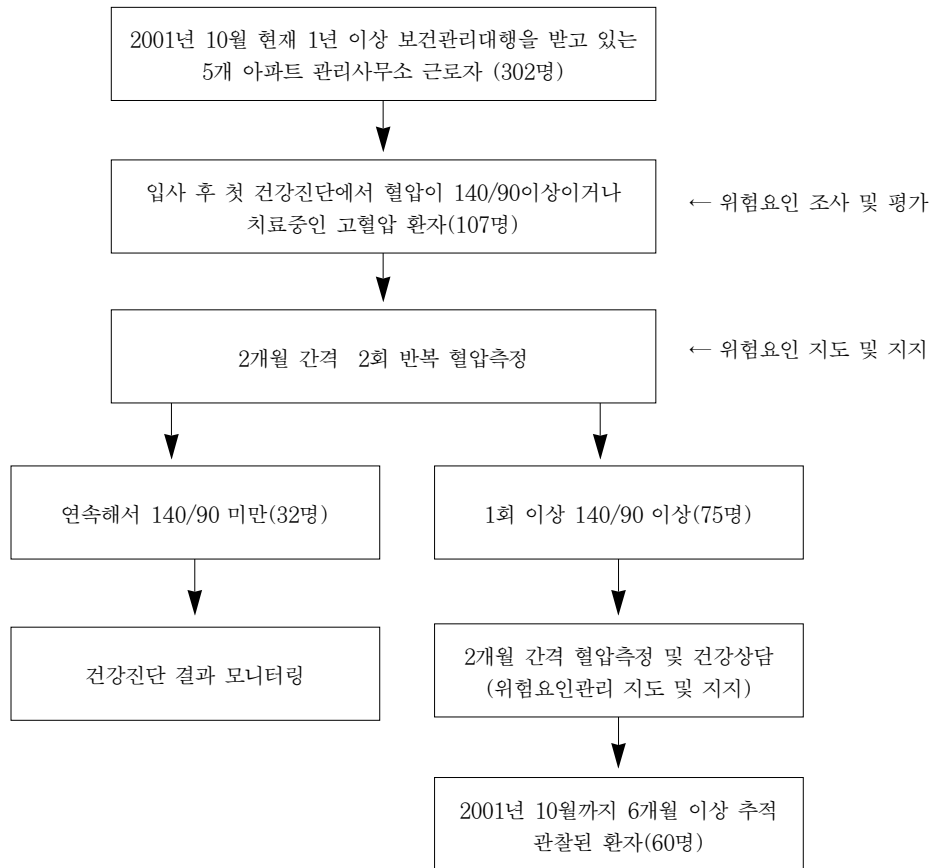 2001년 10월 현재 1년 이상 보건관리대행을 받고 있는
5개 아파트 관리사무소 근로자 (302명)
입사 후 첫 건강진단에서 혈압이 140/90이상이거나
치료중인 고혈압 환자(107명)
← 위험요인 조사 및 평가
2개월 간격 2회 반복 혈압측정
← 위험요인 지도 및 지지
연속해서 140/90 미만(32명)
1회 이상 140/90 이상(75명)
건강진단 결과 모니터링
2개월 간격 혈압측정 및 건강상담
(위험요인관리 지도 및 지지)
2001년 10월까지 6개월 이상 추적
관찰된 환자(60명)